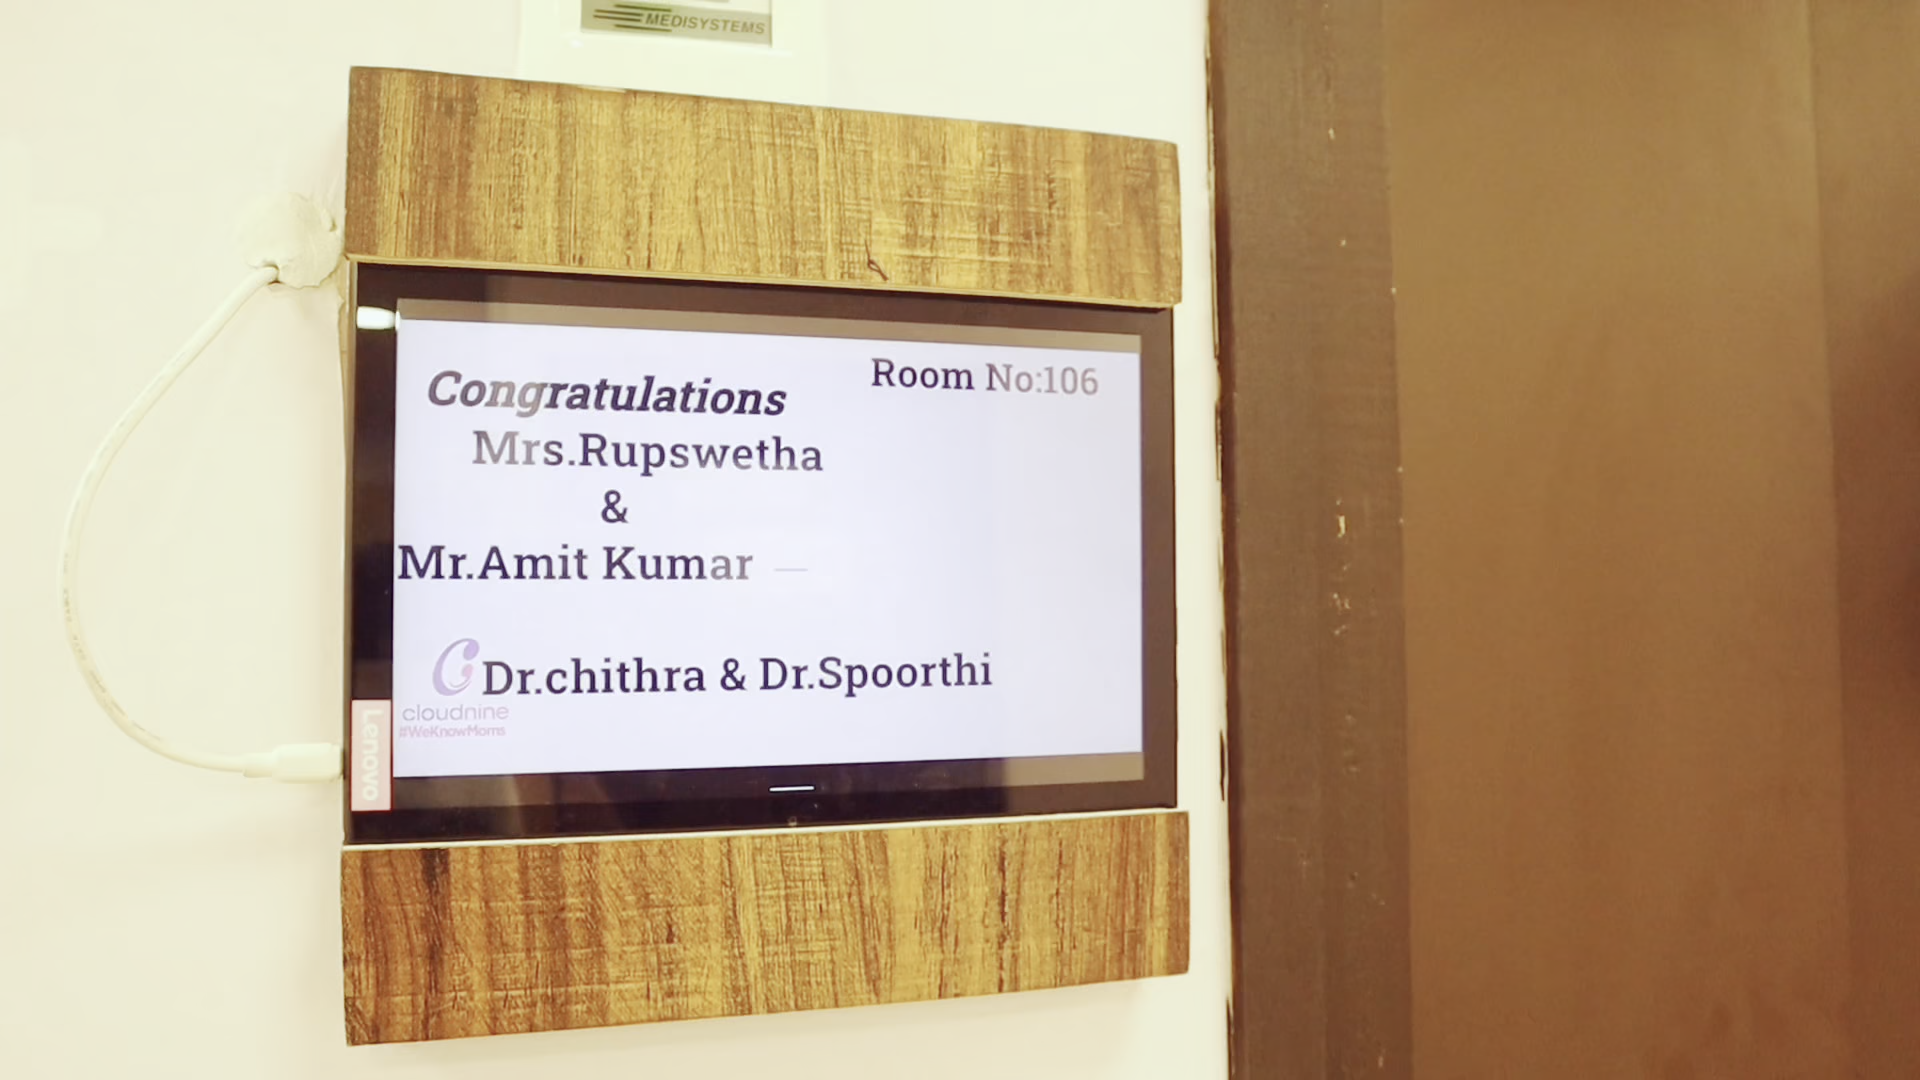 MEDISYSTEMS
Room No:106
Congratulations
Mrs.Rupswetha
&
Mr.Amit Kumar
Dr.chithra & Dr.Spoorthi
cloudnine
#WeKnowMoms
Lenovo